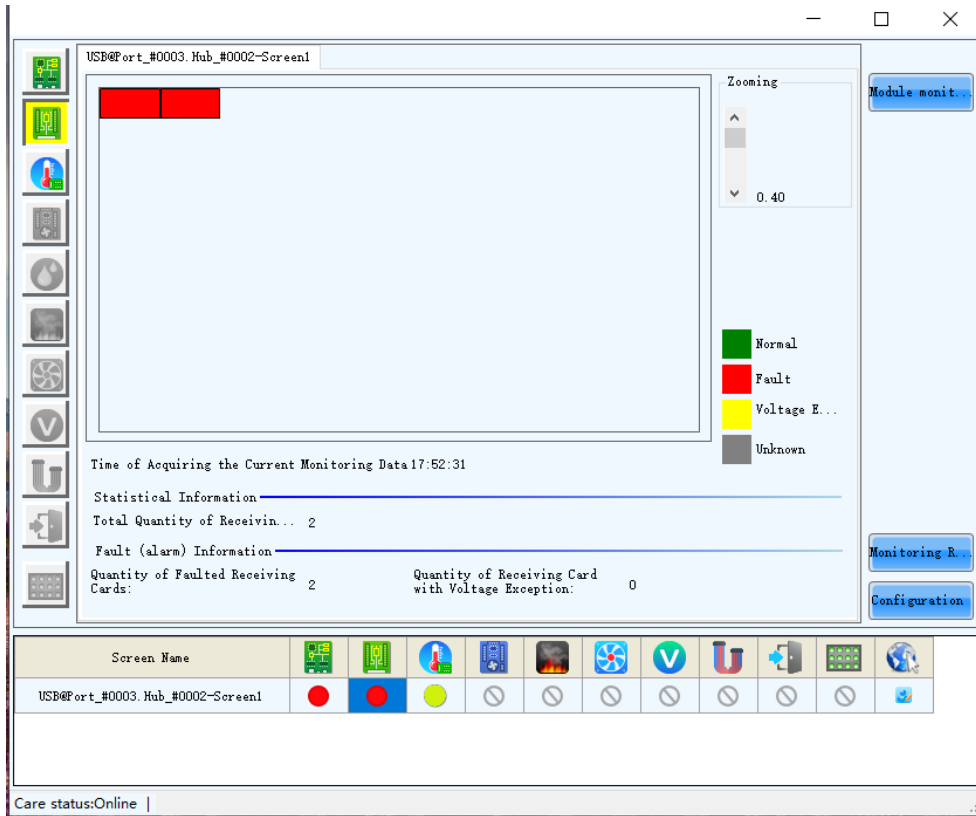 USB@Port_#0003.Hub_#0002-Screen1
Zooming
Module monit...
0.40
Normal
Fault
Voltage E...
Unknown
Time of Acquiring the Current Monitoring Data 17:52:31
Statistical Information
Total Quantity of Receivin... 2
Fault (alarm) Information
Monitoring R...
Quantity of Faulted Receiving
Cards: 2
Quantity of Receiving Card
with Voltage Exception: 0
Configuration
Screen Name
USB@Port_#0003.Hub_#0002-Screen1
Care status:Online |